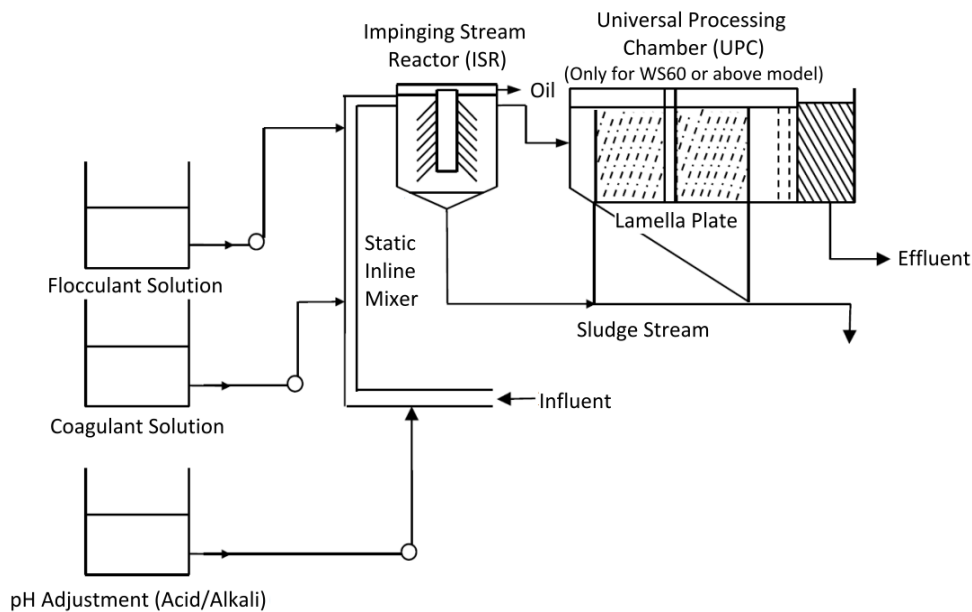 Impinging Stream
Reactor (ISR)
Universal Processing
Chamber (UPC)
(Only for WS60 or above model)
Oil
Lamella Plate
Flocculant Solution
Static
Inline
Mixer
Effluent
Sludge Stream
Influent
Coagulant Solution
pH Adjustment (Acid/Alkali)